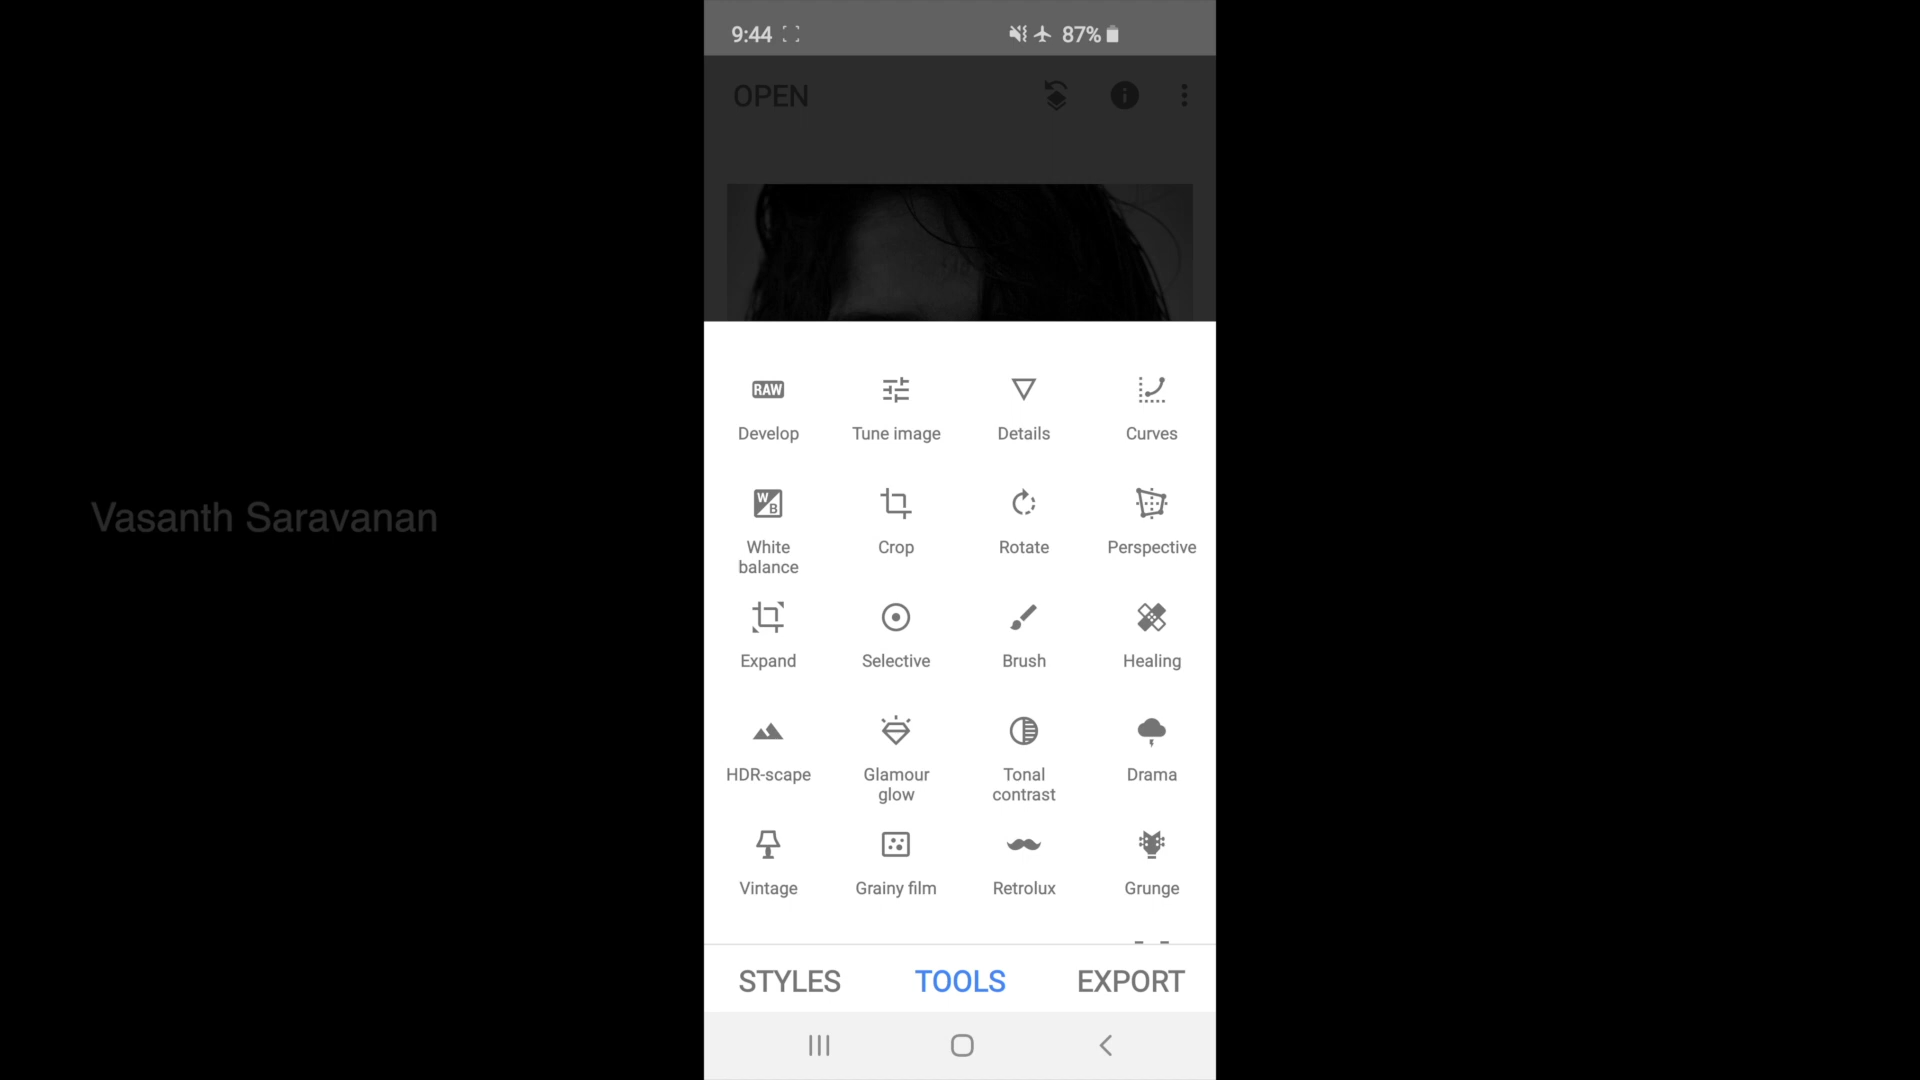 9:44 87%
OPEN
RAW
Develop Tune image Details Curves
W
B
White balance Crop Rotate Perspective
Expand Selective Brush Healing
HDR-scape Glamour glow Tonal contrast Drama
Vintage Grainy film Retrolux Grunge
STYLES TOOLS EXPORT
Vasanth Saravanan